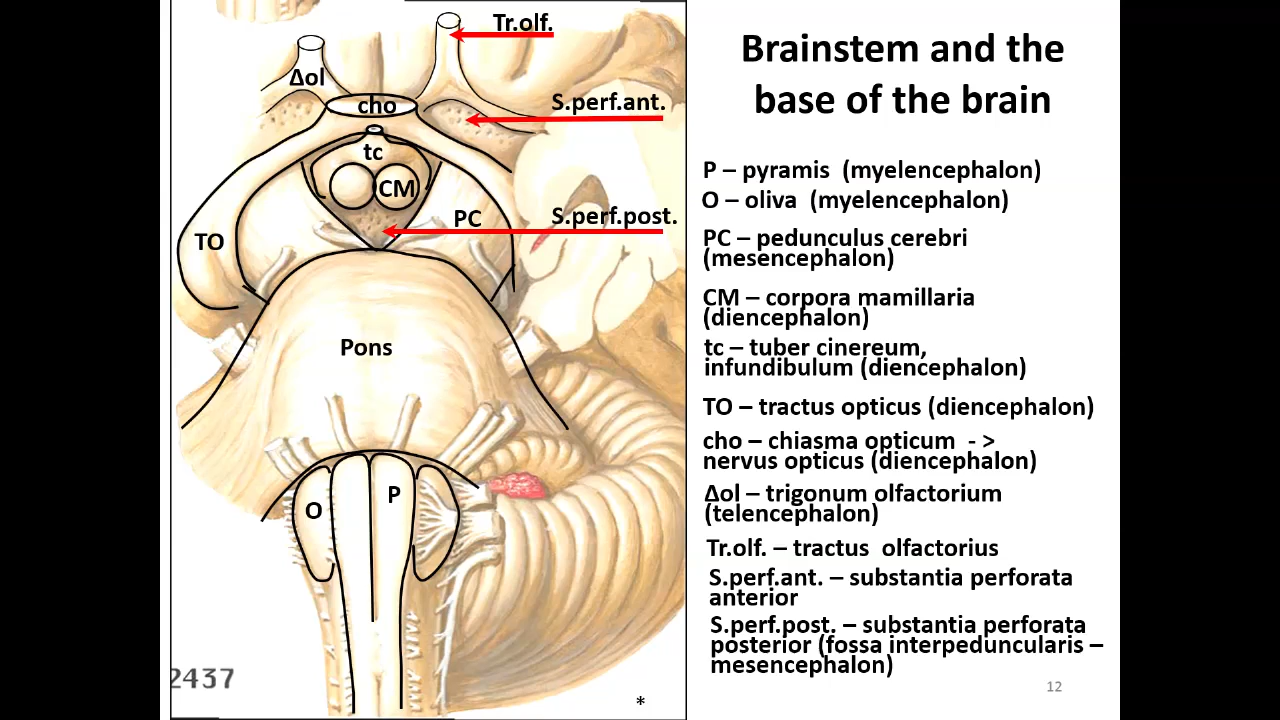 Tr.olf.
Δol
cho
S.perf.ant.
tc
CM
PC
S.perf.post.
TO
Pons
P
O
2437
*
Brainstem and the
base of the brain
P – pyramis (myelencephalon)
O – oliva (myelencephalon)
PC – pedunculus cerebri
(mesencephalon)
CM – corpora mamillaria
(diencephalon)
tc – tuber cinereum,
infundibulum (diencephalon)
TO – tractus opticus (diencephalon)
cho – chiasma opticum - >
nervus opticus (diencephalon)
Δol – trigonum olfactorium
(telencephalon)
Tr.olf. – tractus olfactorius
S.perf.ant. – substantia perforata
anterior
S.perf.post. – substantia perforata
posterior (fossa interpeduncularis –
mesencephalon)
12